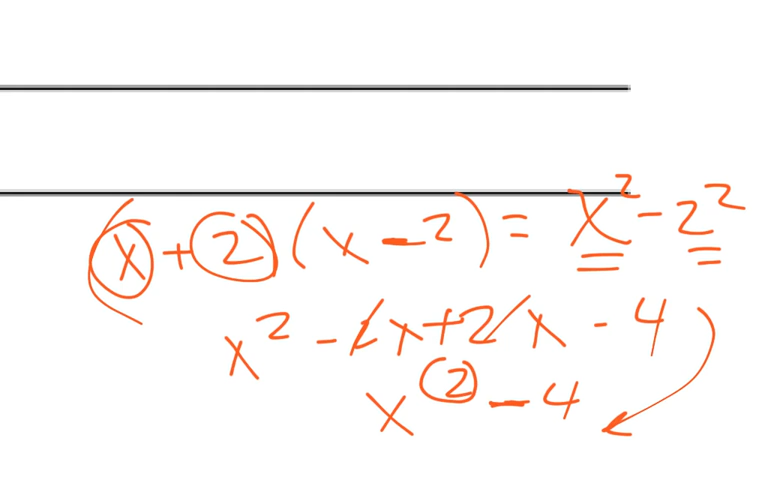 (x + 2)(x - 2) = x² - 2²
x² - 2x + 2x - 4
x² - 4